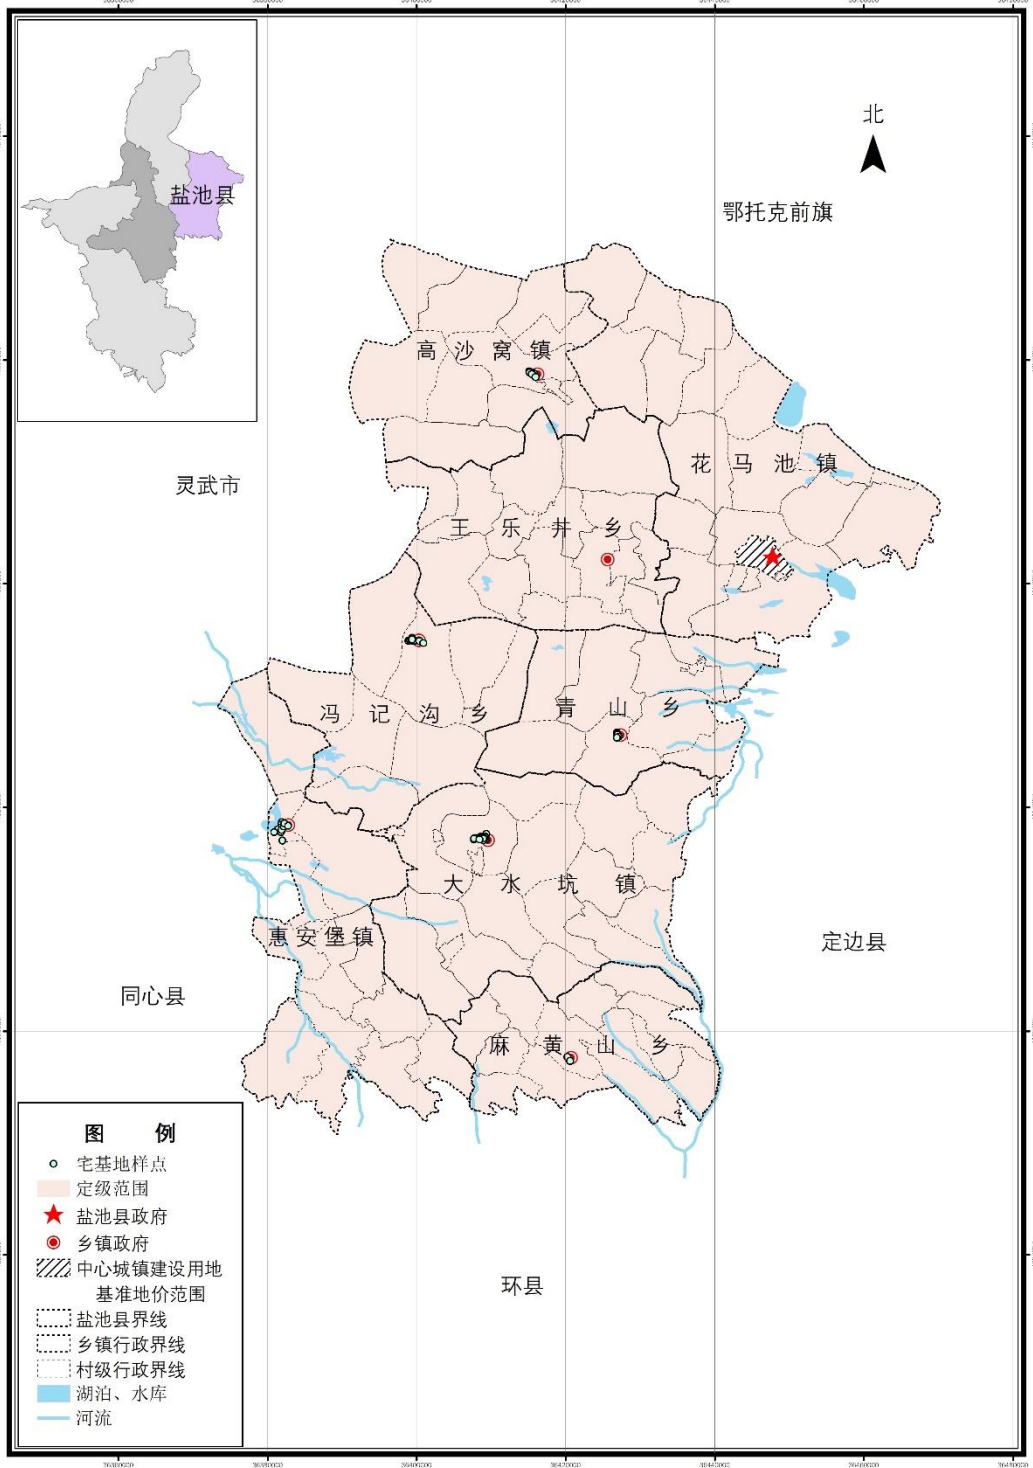 北
盐池县
鄂托克前旗
高沙窝镇
灵武市
花马池镇
王乐井乡
冯记沟乡
青山乡
大水坑镇
惠安堡镇
定边县
同心县
麻黄山乡
环县
图 例
宅基地样点
定级范围
盐池县政府
乡镇政府
中心城镇建设用地
基准地价范围
盐池县界线
乡镇行政界线
村级行政界线
湖泊、水库
河流